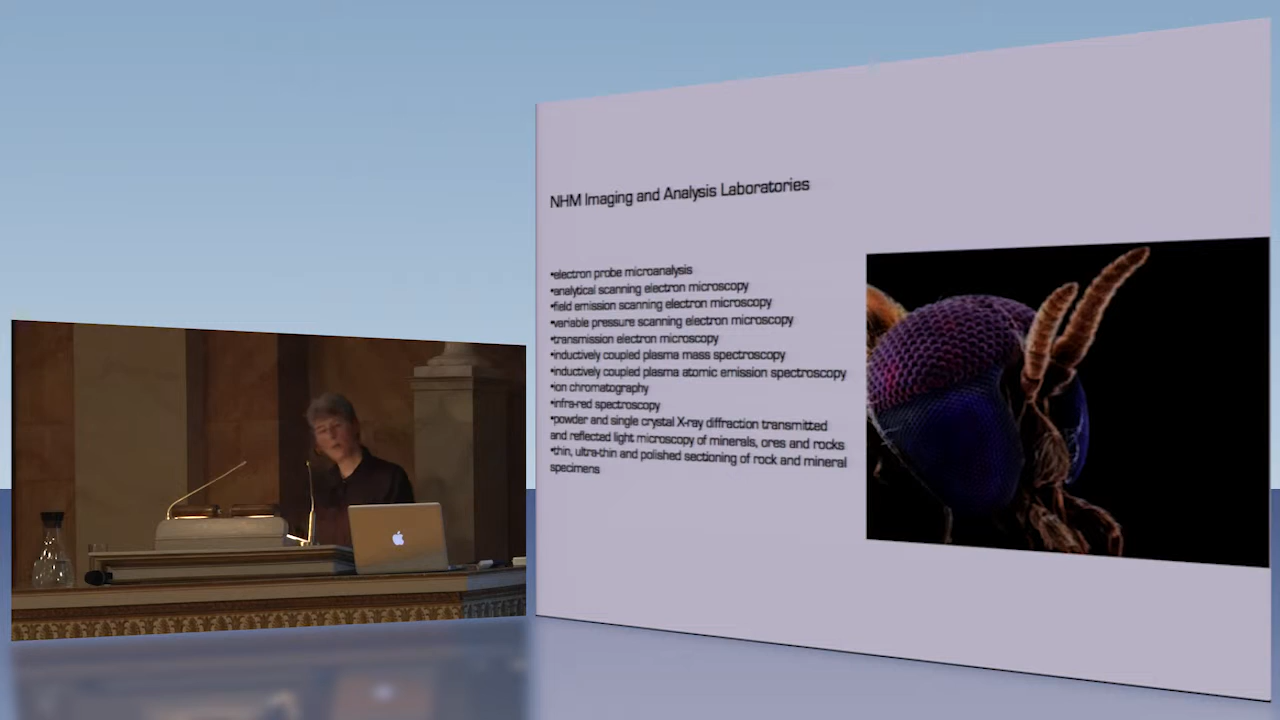 NHM Imaging and Analysis Laboratories
•electron probe microanalysis
•analytical scanning electron microscopy
•field emission scanning electron microscopy
•variable pressure scanning electron microscopy
•transmission electron microscopy
•inductively coupled plasma mass spectroscopy
•inductively coupled plasma atomic emission spectroscopy
•ion chromatography
•infra-red spectroscopy
•powder and single crystal X-ray diffraction transmitted
and reflected light microscopy of minerals, ores and rocks
•thin, ultra-thin and polished sectioning of rock and mineral
specimens